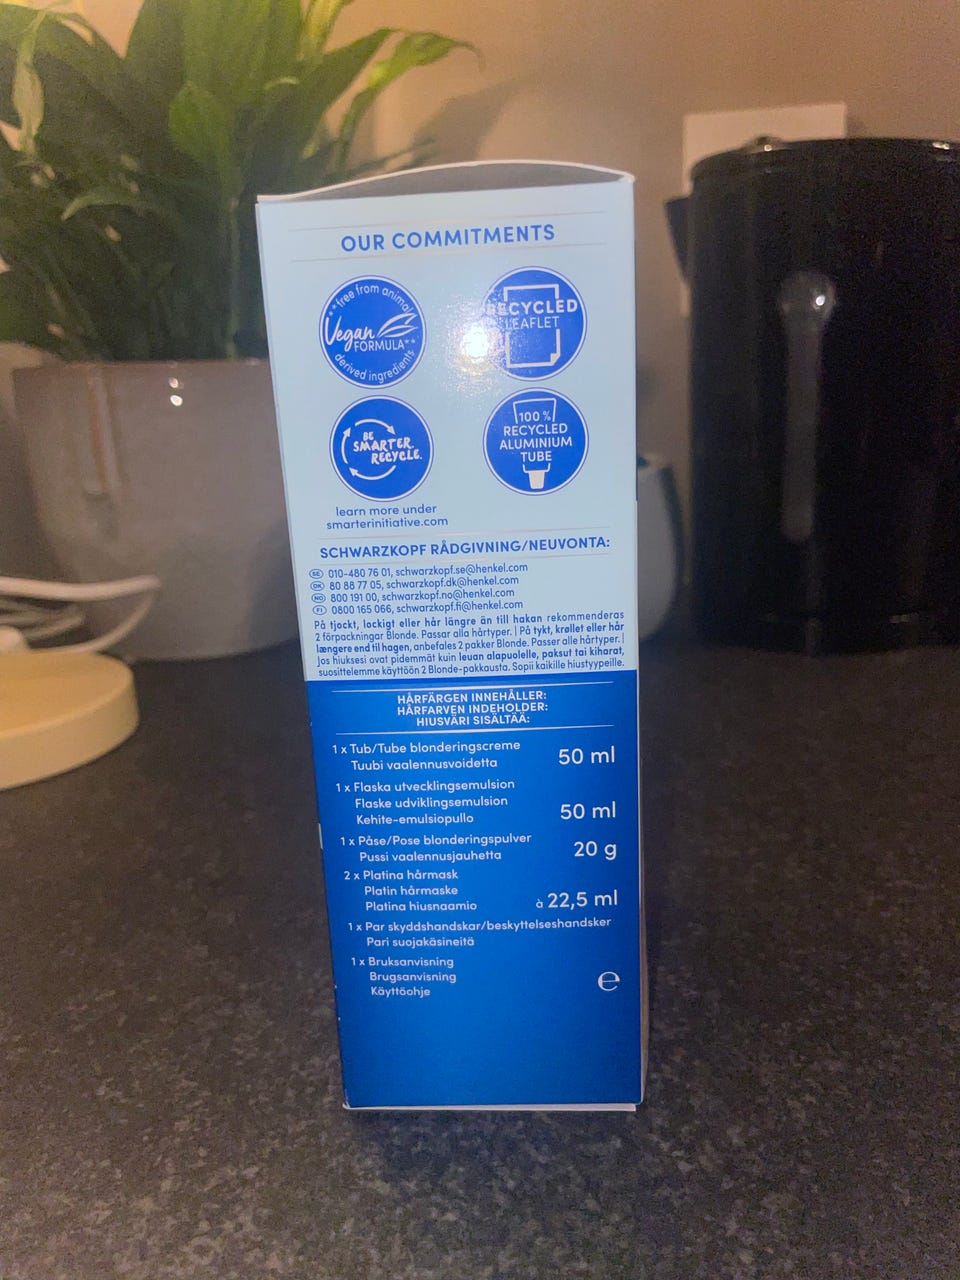 OUR COMMITMENTS
**free from animal
Vegan
FORMULA**
derived ingredients
RECYCLED
LEAFLET
BE
SMARTER.
RECYCLE.
100 %
RECYCLED
ALUMINIUM
TUBE
learn more under
smarterinitiative.com
SCHWARZKOPF RÅDGIVNING/NEUVONTA:
SE 010-480 76 01, schwarzkopf.se@henkel.com
DK 80 88 77 05, schwarzkopf.dk@henkel.com
NO 800 191 00, schwarzkopf.no@henkel.com
FI 0800 165 066, schwarzkopf.fi@henkel.com
På tjockt, lockigt eller hår längre än till hakan rekommenderas
2 förpackningar Blonde. Passar alla hårtyper. | På tykt, krøllet eller hår
længere end til hagen, anbefales 2 pakker Blonde. Passer alle hårtyper. |
Jos hiuksesi ovat pidemmät kuin leuan alapuolelle, paksut tai kiharat,
suosittelemme käyttöön 2 Blonde-pakkausta. Sopii kaikille hiustyypeille.
HÅRFÄRGEN INNEHÅLLER:
HÅRFARVEN INDEHOLDER:
HIUSVÄRI SISÄLTÄÄ:
1 x Tub/Tube blonderingscreme
Tuubi vaalennusvoidetta
50 ml
1 x Flaska utvecklingsemulsion
Flaske udviklingsemulsion
Kehite-emulsiopullo
50 ml
1 x Påse/Pose blonderingspulver
Pussi vaalennusjauhetta
20 g
2 x Platina hårmask
Platin hårmaske
Platina hiusnaamio
à 22,5 ml
1 x Par skyddshandskar/beskyttelseshandsker
Pari suojakäsineitä
1 x Bruksanvisning
Brugsanvisning
Käyttöohje
℮